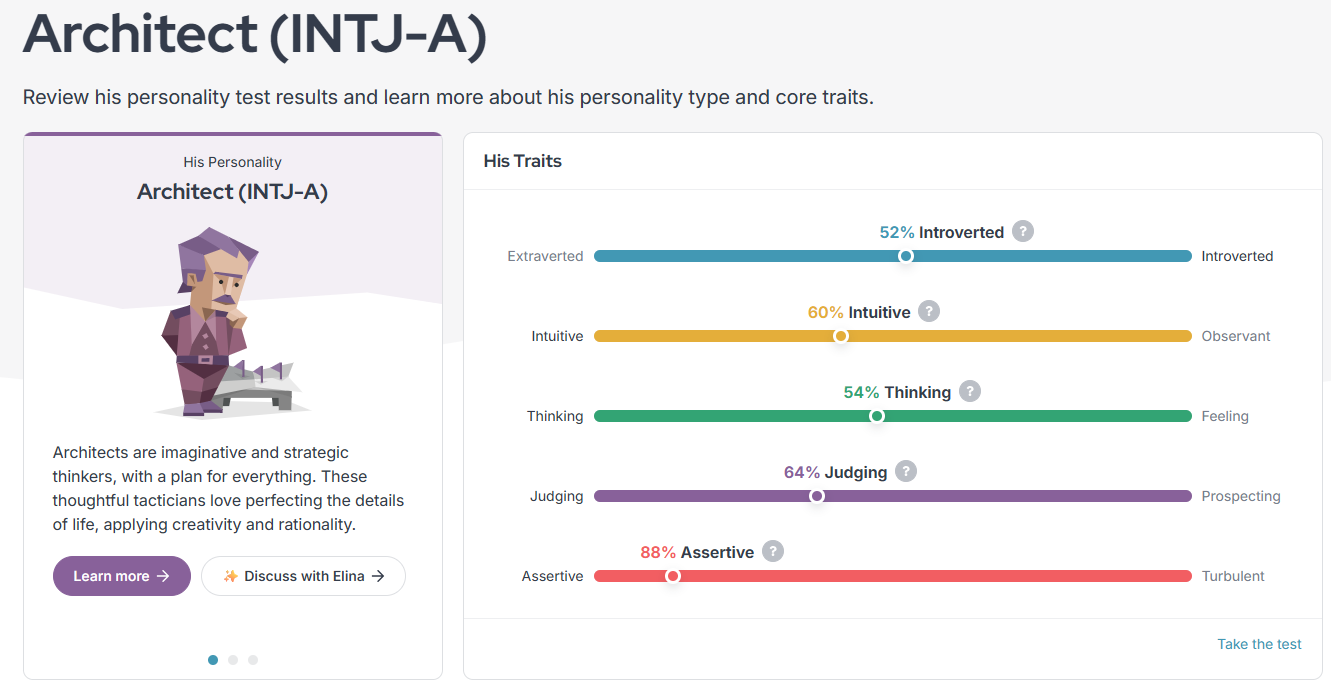 Architect (INTJ-A)
Review his personality test results and learn more about his personality type and core traits.
His Personality
Architect (INTJ-A)
Architects are imaginative and strategic
thinkers, with a plan for everything. These
thoughtful tacticians love perfecting the details
of life, applying creativity and rationality.
Learn more →
✨ Discuss with Elina →
His Traits
52% Introverted ?
Extraverted Introverted
60% Intuitive ?
Intuitive Observant
54% Thinking ?
Thinking Feeling
64% Judging ?
Judging Prospecting
88% Assertive ?
Assertive Turbulent
Take the test